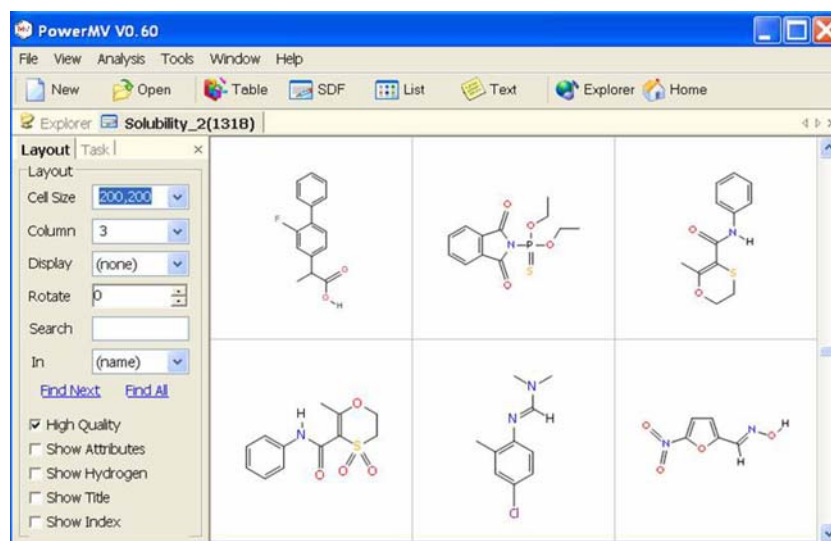 PowerMV V0.60
File View Analysis Tools Window Help
New Open Table SDF List Text Explorer Home
Explorer Solubility_2(1318)
Layout Task
Layout
Cell Size 200,200
Column 3
Display (none)
Rotate 0
Search
In (name)
Find Next Find All
High Quality
Show Attributes
Show Hydrogen
Show Title
Show Index
F
O
O
H
O
O
N
P
O
O
S
O
N
H
S
O
H
N
O
O
S
O
O
N
N
H
Cl
O
N
O
O
N
O
H
H